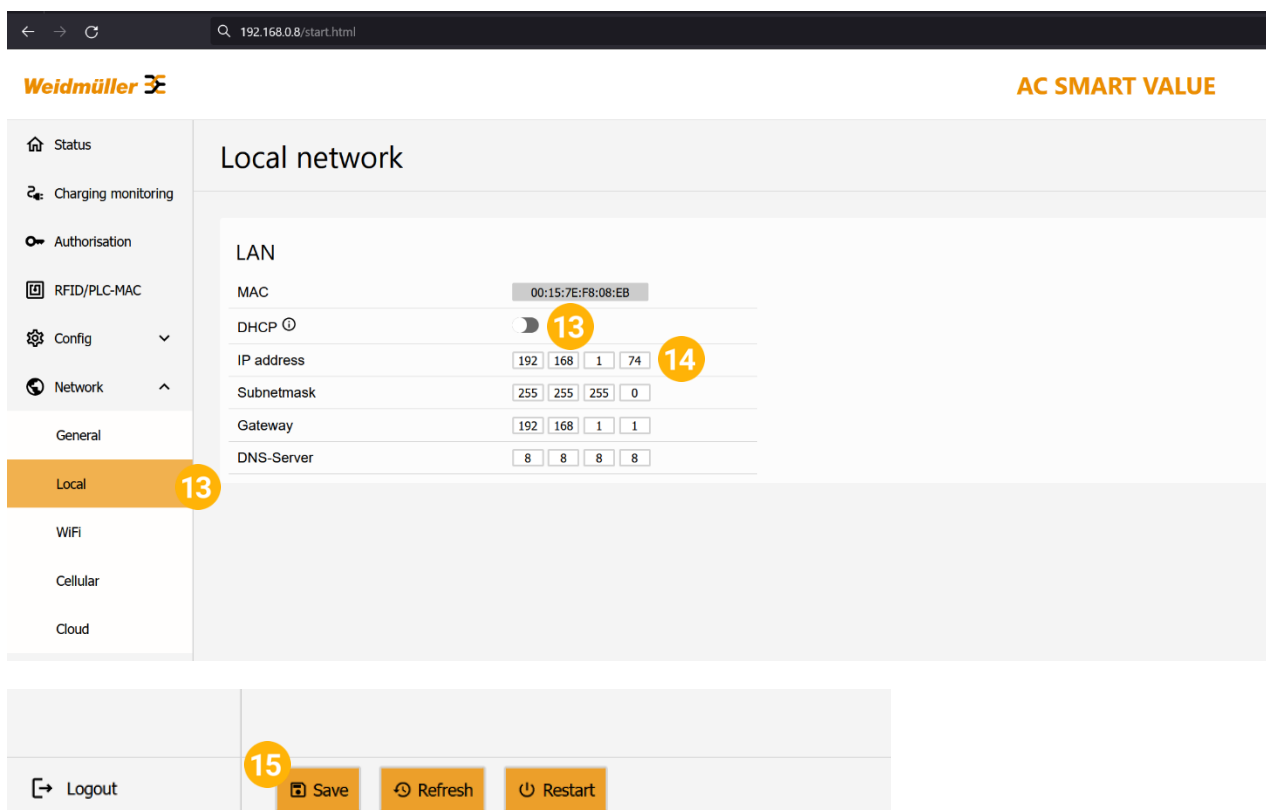 192.168.0.8/start.html
Weidmüller
AC SMART VALUE
Status
Charging monitoring
Authorisation
RFID/PLC-MAC
Config
Network
General
Local 13
WiFi
Cellular
Cloud
Local network
LAN
MAC 00:15:7E:F8:08:EB
DHCP 13
IP address 192 168 1 74 14
Subnetmask 255 255 255 0
Gateway 192 168 1 1
DNS-Server 8 8 8 8
15
Logout Save Refresh Restart